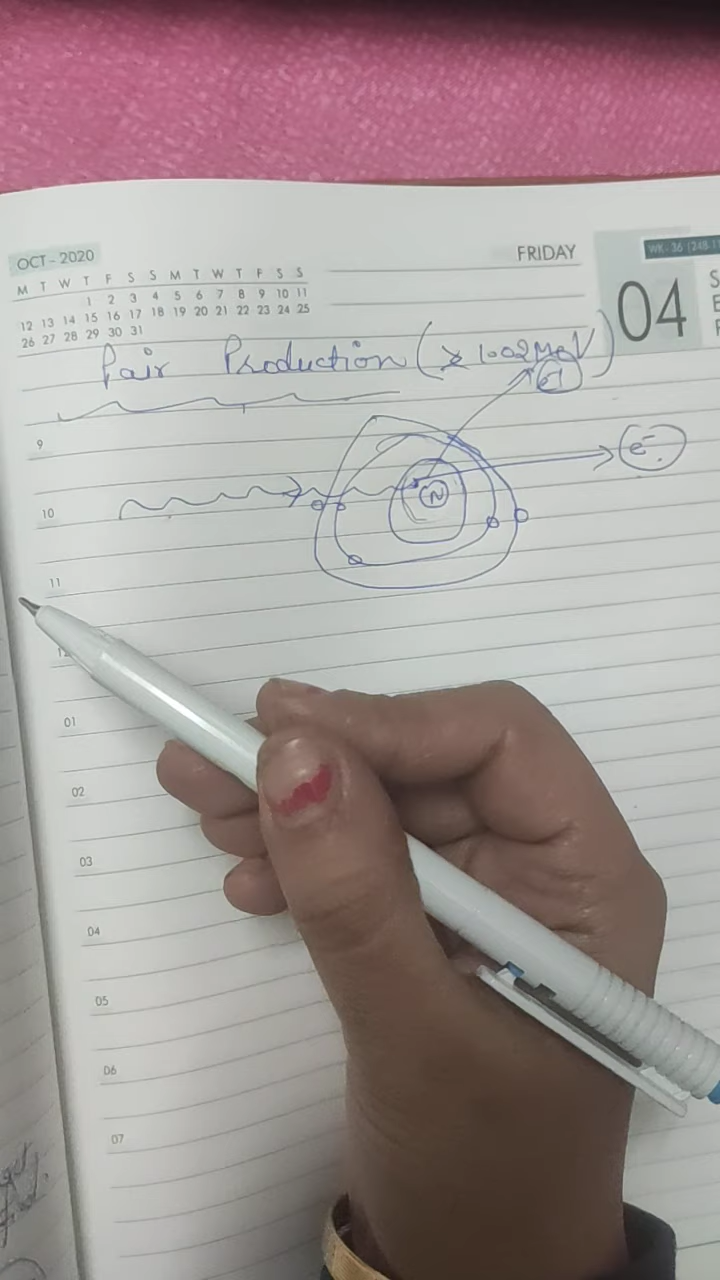 OCT - 2020
FRIDAY
WK - 36
04
M T W T F S S M T W T F S S
1 2 3 4 5 6 7 8 9 10 11
12 13 14 15 16 17 18 19 20 21 22 23 24 25
26 27 28 29 30 31
Pair Production (≥ 1.02 MeV)
9
e⁻
N
10
11
01
02
03
04
05
06
07